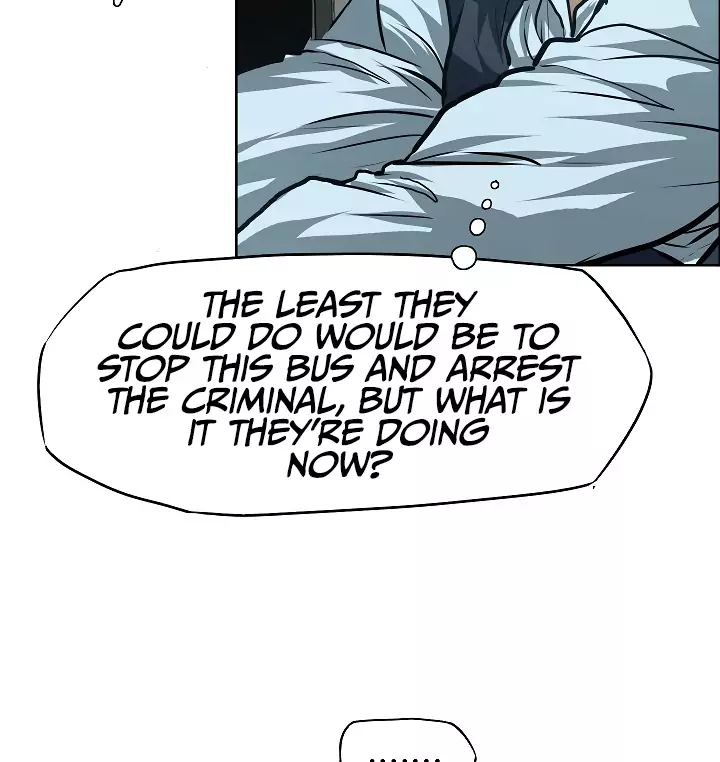 THE LEAST THEY
COULD DO WOULD BE TO
STOP THIS BUS AND ARREST
THE CRIMINAL, BUT WHAT IS
IT THEY'RE DOING
NOW?
.......